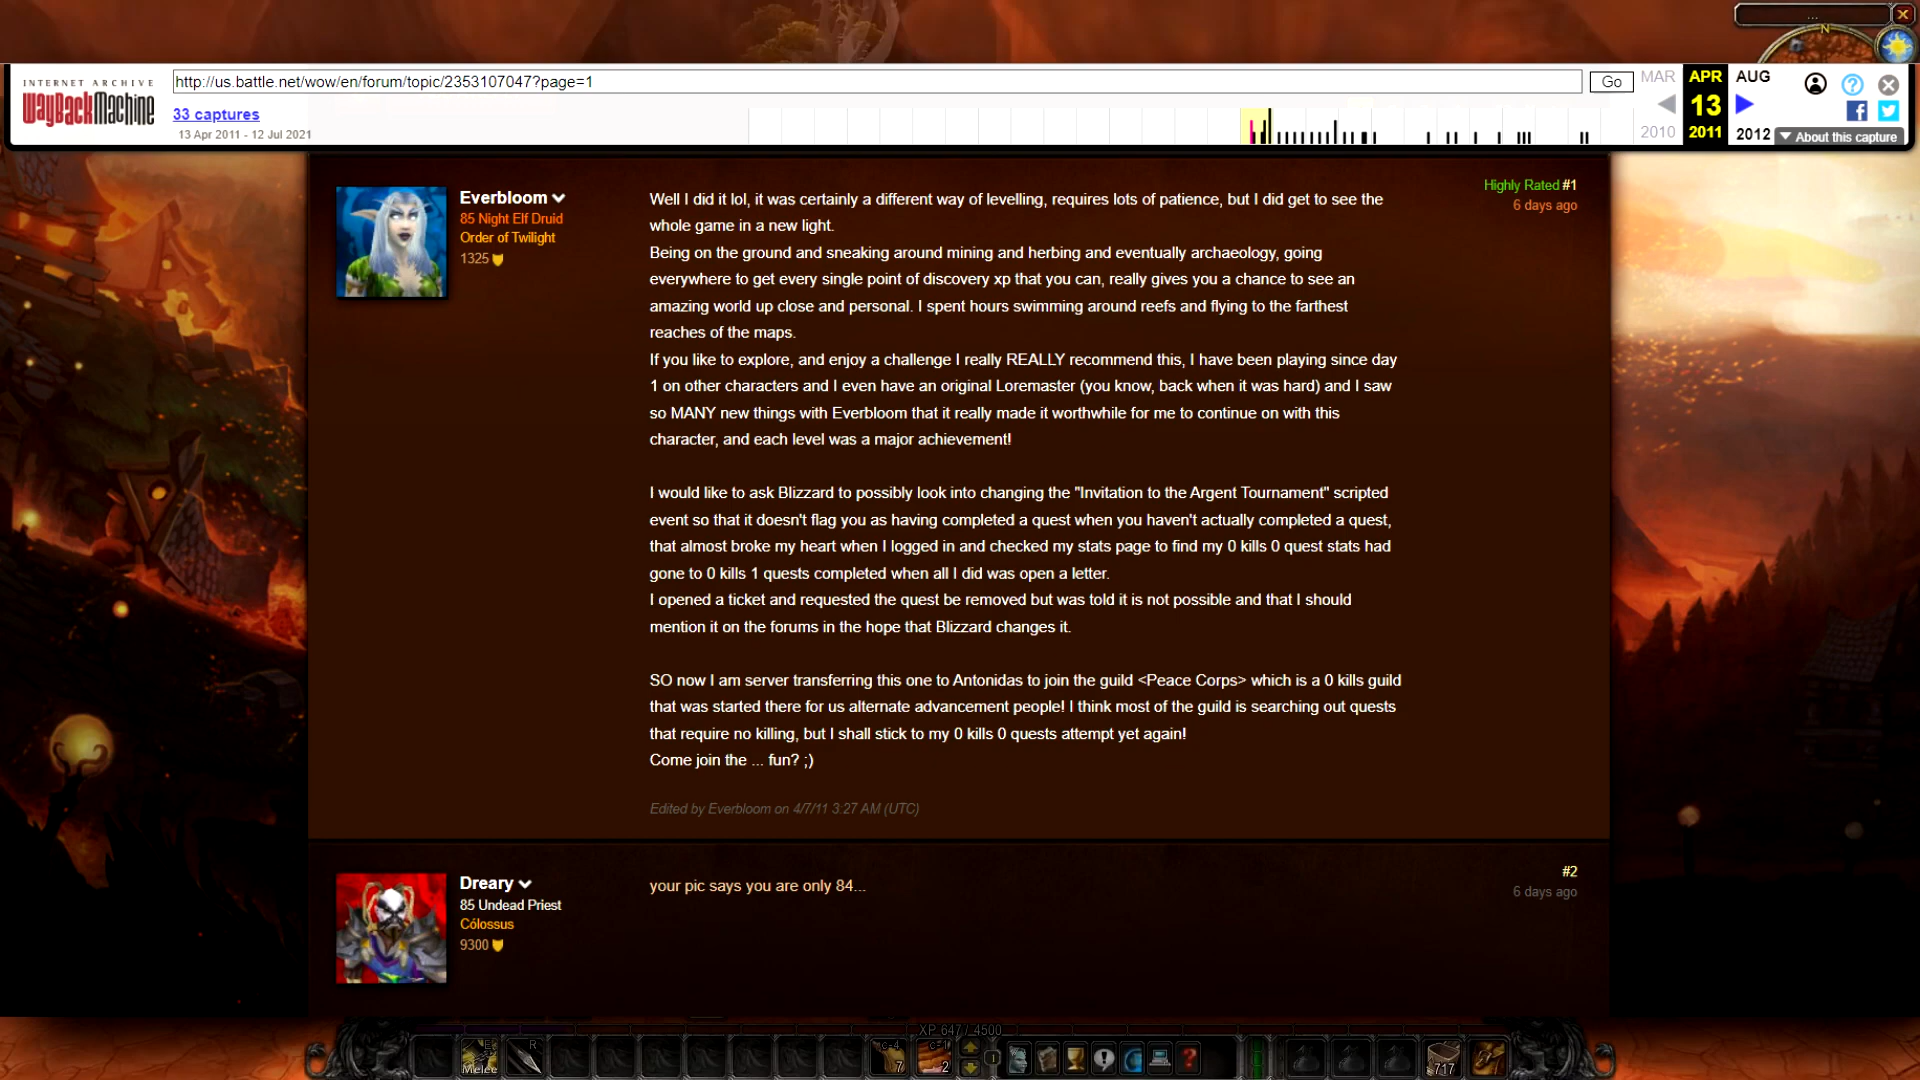 ...
N
INTERNET ARCHIVE
WayBackMachine
http://us.battle.net/wow/en/forum/topic/2353107047?page=1
Go
MAR
APR
AUG
33 captures
13
13 Apr 2011 - 12 Jul 2021
2010
2011
2012
About this capture
Everbloom
85 Night Elf Druid
Order of Twilight
1325
Well I did it lol, it was certainly a different way of levelling, requires lots of patience, but I did get to see the
whole game in a new light.
Being on the ground and sneaking around mining and herbing and eventually archaeology, going
everywhere to get every single point of discovery xp that you can, really gives you a chance to see an
amazing world up close and personal. I spent hours swimming around reefs and flying to the farthest
reaches of the maps.
If you like to explore, and enjoy a challenge I really REALLY recommend this, I have been playing since day
1 on other characters and I even have an original Loremaster (you know, back when it was hard) and I saw
so MANY new things with Everbloom that it really made it worthwhile for me to continue on with this
character, and each level was a major achievement!
I would like to ask Blizzard to possibly look into changing the "Invitation to the Argent Tournament" scripted
event so that it doesn't flag you as having completed a quest when you haven't actually completed a quest,
that almost broke my heart when I logged in and checked my stats page to find my 0 kills 0 quest stats had
gone to 0 kills 1 quests completed when all I did was open a letter.
I opened a ticket and requested the quest be removed but was told it is not possible and that I should
mention it on the forums in the hope that Blizzard changes it.
SO now I am server transferring this one to Antonidas to join the guild <Peace Corps> which is a 0 kills guild
that was started there for us alternate advancement people! I think most of the guild is searching out quests
that require no killing, but I shall stick to my 0 kills 0 quests attempt yet again!
Come join the ... fun? ;)
Edited by Everbloom on 4/7/11 3:27 AM (UTC)
Highly Rated #1
6 days ago
Dreary
85 Undead Priest
Cólossus
9300
your pic says you are only 84...
#2
6 days ago
XP 647 / 4500
E
Melee
R
c-4
7
c-1
2
1
717